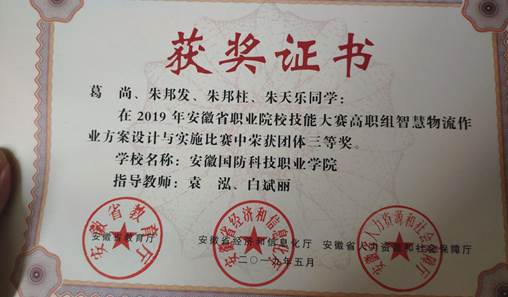 获奖证书
葛 尚、朱邦发、朱邦柱、朱天乐同学：
在 2019 年安徽省职业院校技能大赛高职组智慧物流作
业方案设计与实施比赛中荣获团体三等奖。
学校名称：安徽国防科技职业学院
指导教师：袁 泓、白斌丽
安徽省教育厅 安徽省经济和信息化厅 安徽省人力资源和社会保障厅
二〇一九年五月